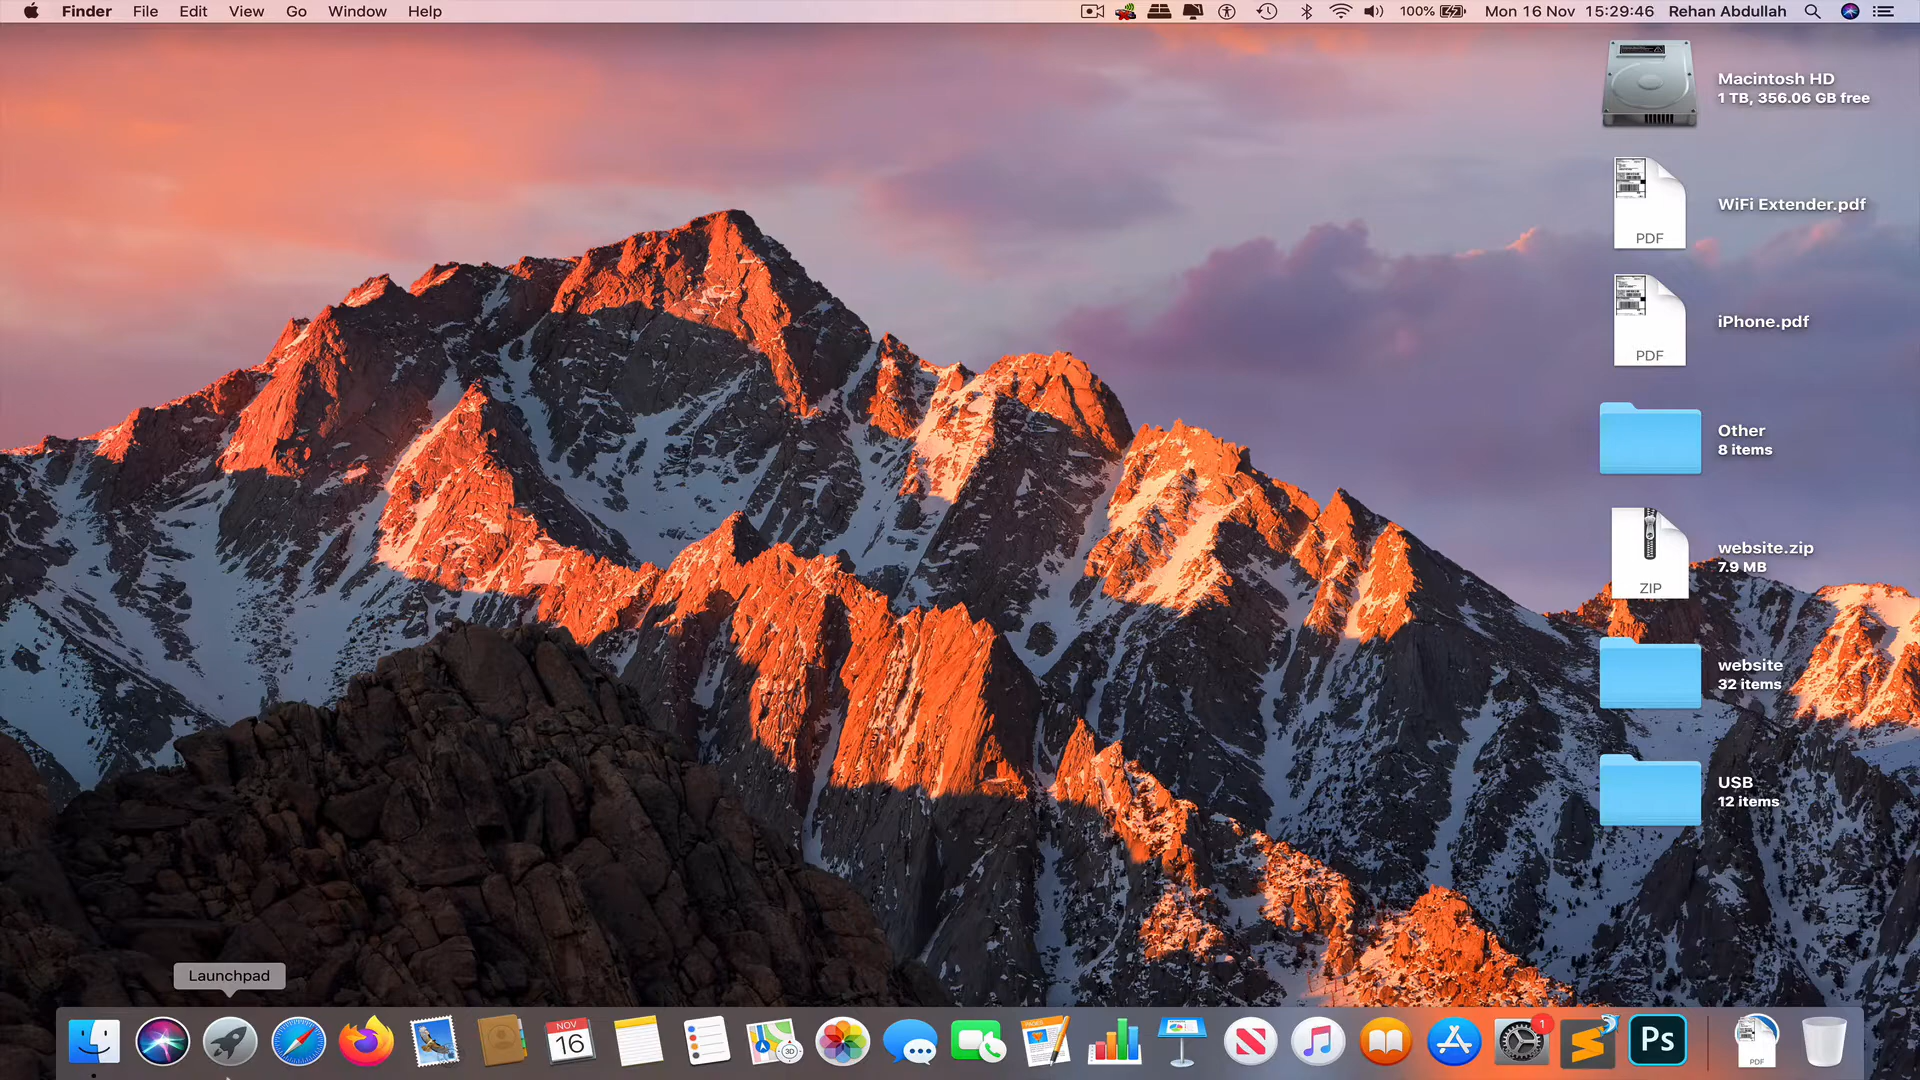 Finder File Edit View Go Window Help 100% Mon 16 Nov 15:29:46 Rehan Abdullah
Macintosh HD
1 TB, 356.06 GB free
PDF
WiFi Extender.pdf
PDF
iPhone.pdf
Other
8 items
ZIP
website.zip
7.9 MB
website
32 items
USB
12 items
Launchpad
NOV
16
3D
PAGES
1
Ps
PDF